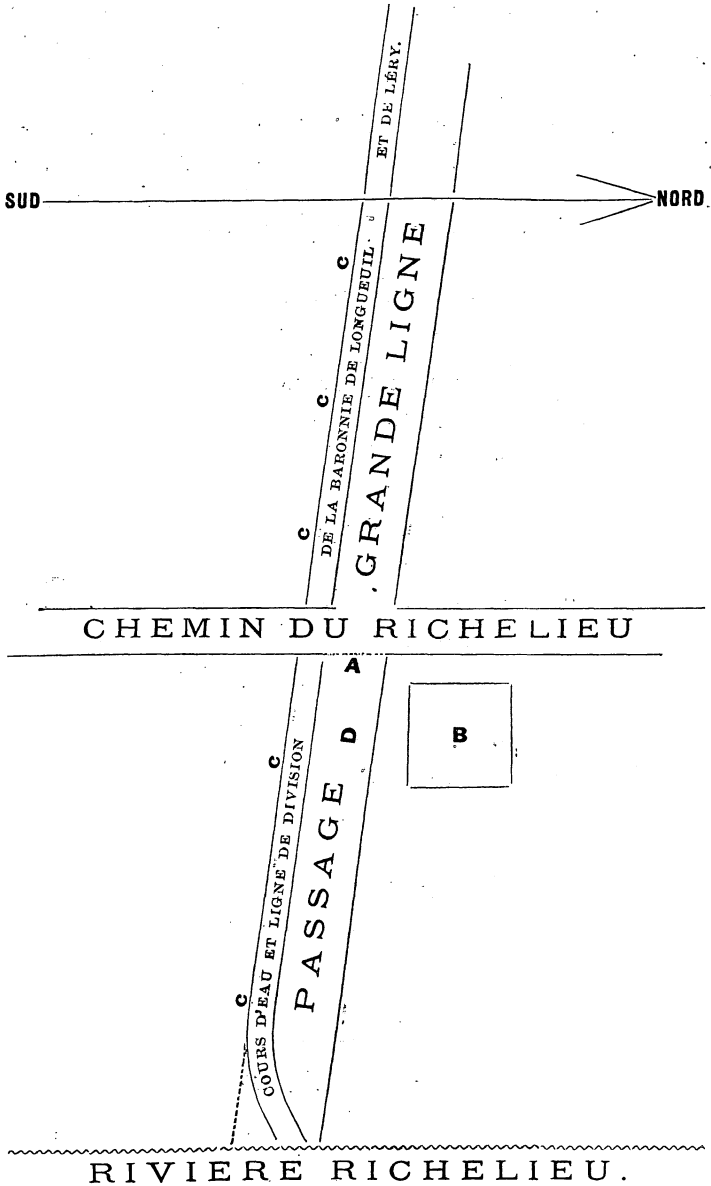 ET DE LÉRY.
SUD
NORD
C
DE LA BARONNIE DE LONGUEUIL
GRANDE LIGNE
C
C
CHEMIN DU RICHELIEU
A
D
B
C
COURS D'EAU ET LIGNE DE DIVISION
PASSAGE
C
RIVIERE RICHELIEU.